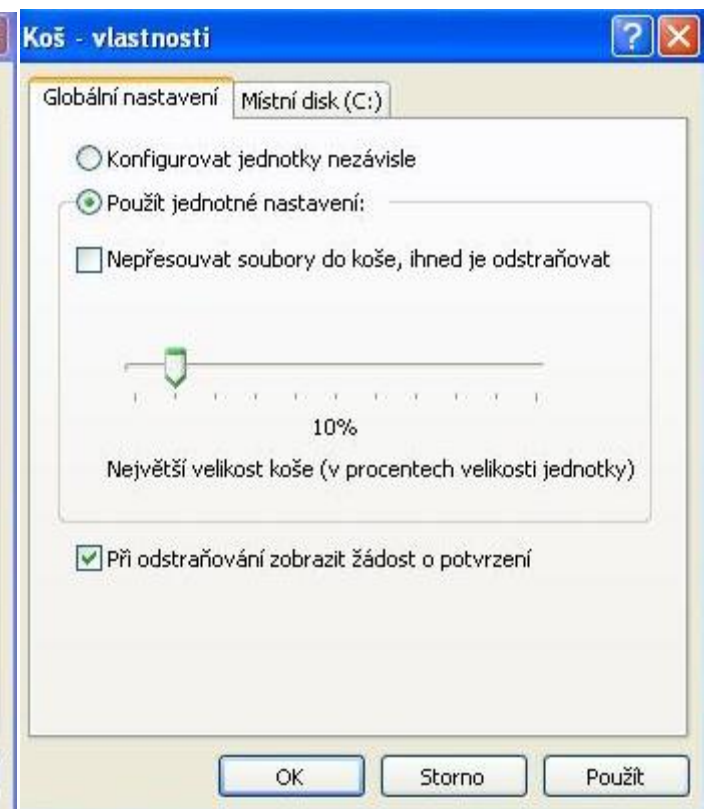 Koš - vlastnosti
Globální nastavení
Místní disk (C:)
Konfigurovat jednotky nezávisle
Použít jednotné nastavení:
Nepřesouvat soubory do koše, ihned je odstraňovat
10%
Největší velikost koše (v procentech velikosti jednotky)
Při odstraňování zobrazit žádost o potvrzení
OK
Storno
Použít